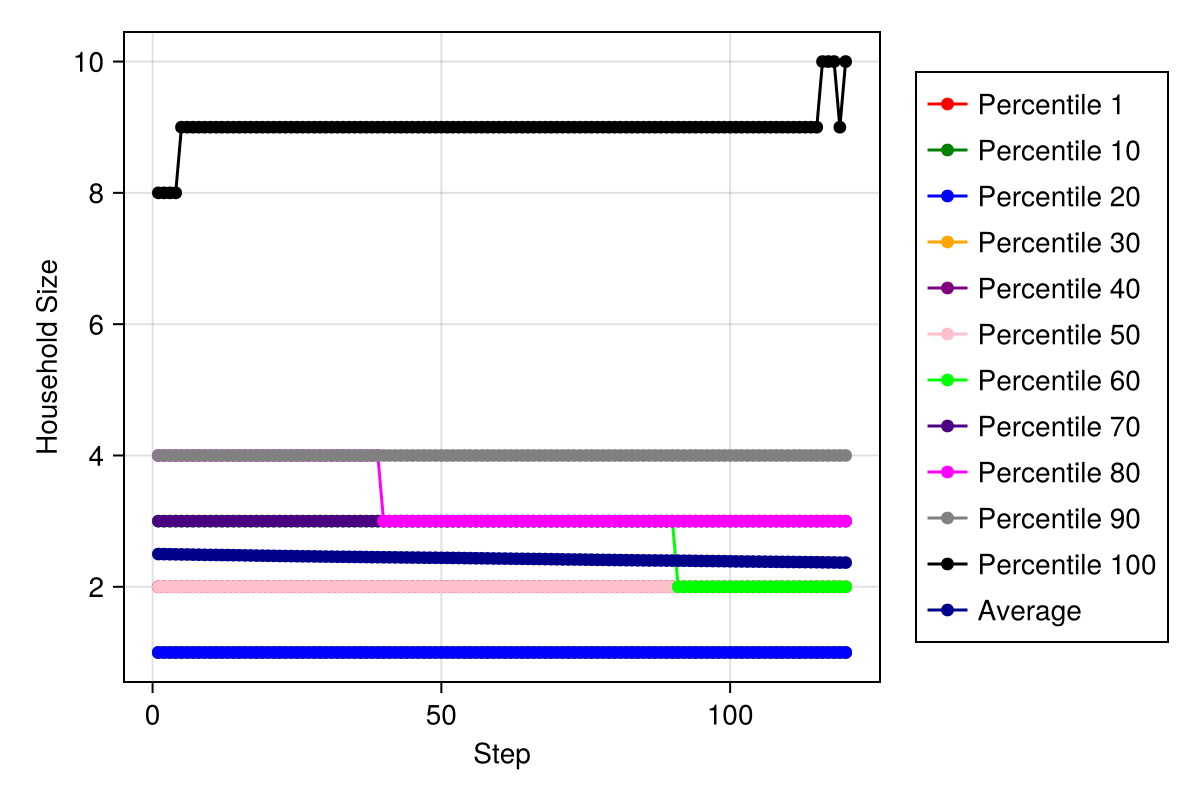 10
8
6
4
2
Household Size
0
50
100
Step
Percentile 1
Percentile 10
Percentile 20
Percentile 30
Percentile 40
Percentile 50
Percentile 60
Percentile 70
Percentile 80
Percentile 90
Percentile 100
Average